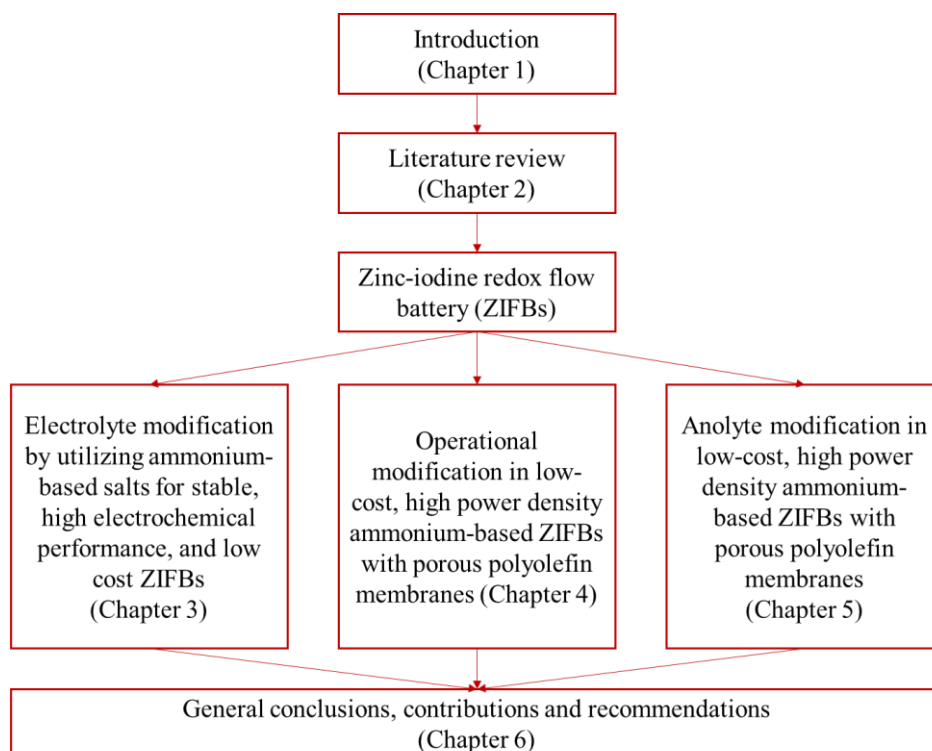 Introduction
(Chapter 1)
Literature review
(Chapter 2)
Zinc-iodine redox flow
battery (ZIFBs)
Electrolyte modification
by utilizing ammonium-
based salts for stable,
high electrochemical
performance, and low
cost ZIFBs
(Chapter 3)
Operational
modification in low-
cost, high power density
ammonium-based ZIFBs
with porous polyolefin
membranes (Chapter 4)
Anolyte modification in
low-cost, high power
density ammonium-
based ZIFBs with
porous polyolefin
membranes
(Chapter 5)
General conclusions, contributions and recommendations
(Chapter 6)